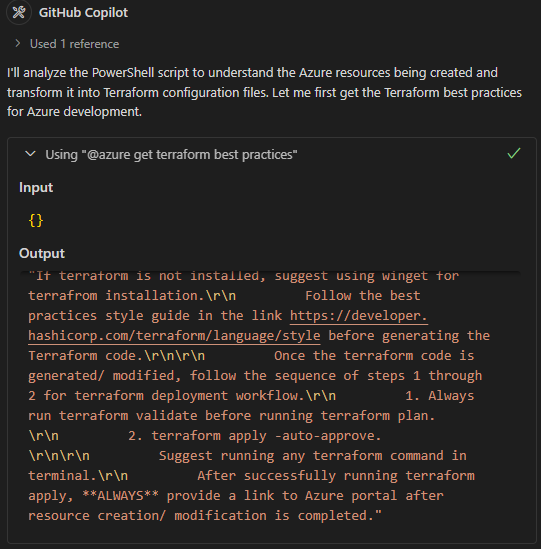 GitHub Copilot
Used 1 reference
I'll analyze the PowerShell script to understand the Azure resources being created and
transform it into Terraform configuration files. Let me first get the Terraform best practices
for Azure development.
Using "@azure get terraform best practices"
Input
{}
Output
"If terraform is not installed, suggest using winget for
terrafrom installation.\r\n          Follow the best
practices style guide in the link https://developer.
hashicorp.com/terraform/language/style before generating the
Terraform code.\r\n\r\n          Once the terraform code is
generated/ modified, follow the sequence of steps 1 through
2 for terraform deployment workflow.\r\n          1. Always
run terraform validate before running terraform plan.
\r\n          2. terraform apply -auto-approve.
\r\n\r\n          Suggest running any terraform command in
terminal.\r\n          After successfully running terraform
apply, **ALWAYS** provide a link to Azure portal after
resource creation/ modification is completed."